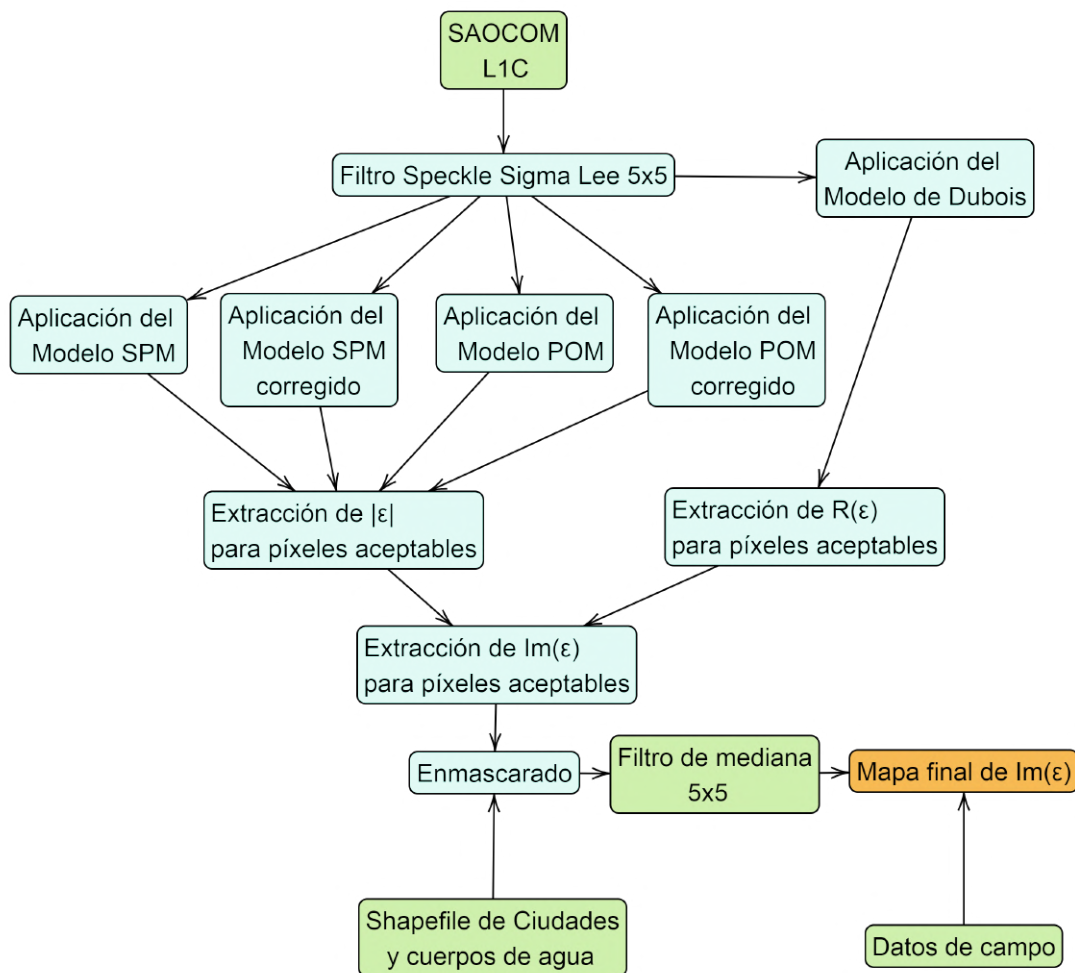 SAOCOM
L1C
Filtro Speckle Sigma Lee 5x5
Aplicación del
Modelo de Dubois
Aplicación del
Modelo SPM
Aplicación del
Modelo SPM
corregido
Aplicación del
Modelo POM
Aplicación del
Modelo POM
corregido
Extracción de |ε|
para píxeles aceptables
Extracción de R(ε)
para píxeles aceptables
Extracción de Im(ε)
para píxeles aceptables
Enmascarado
Filtro de mediana
5x5
Mapa final de Im(ε)
Shapefile de Ciudades
y cuerpos de agua
Datos de campo